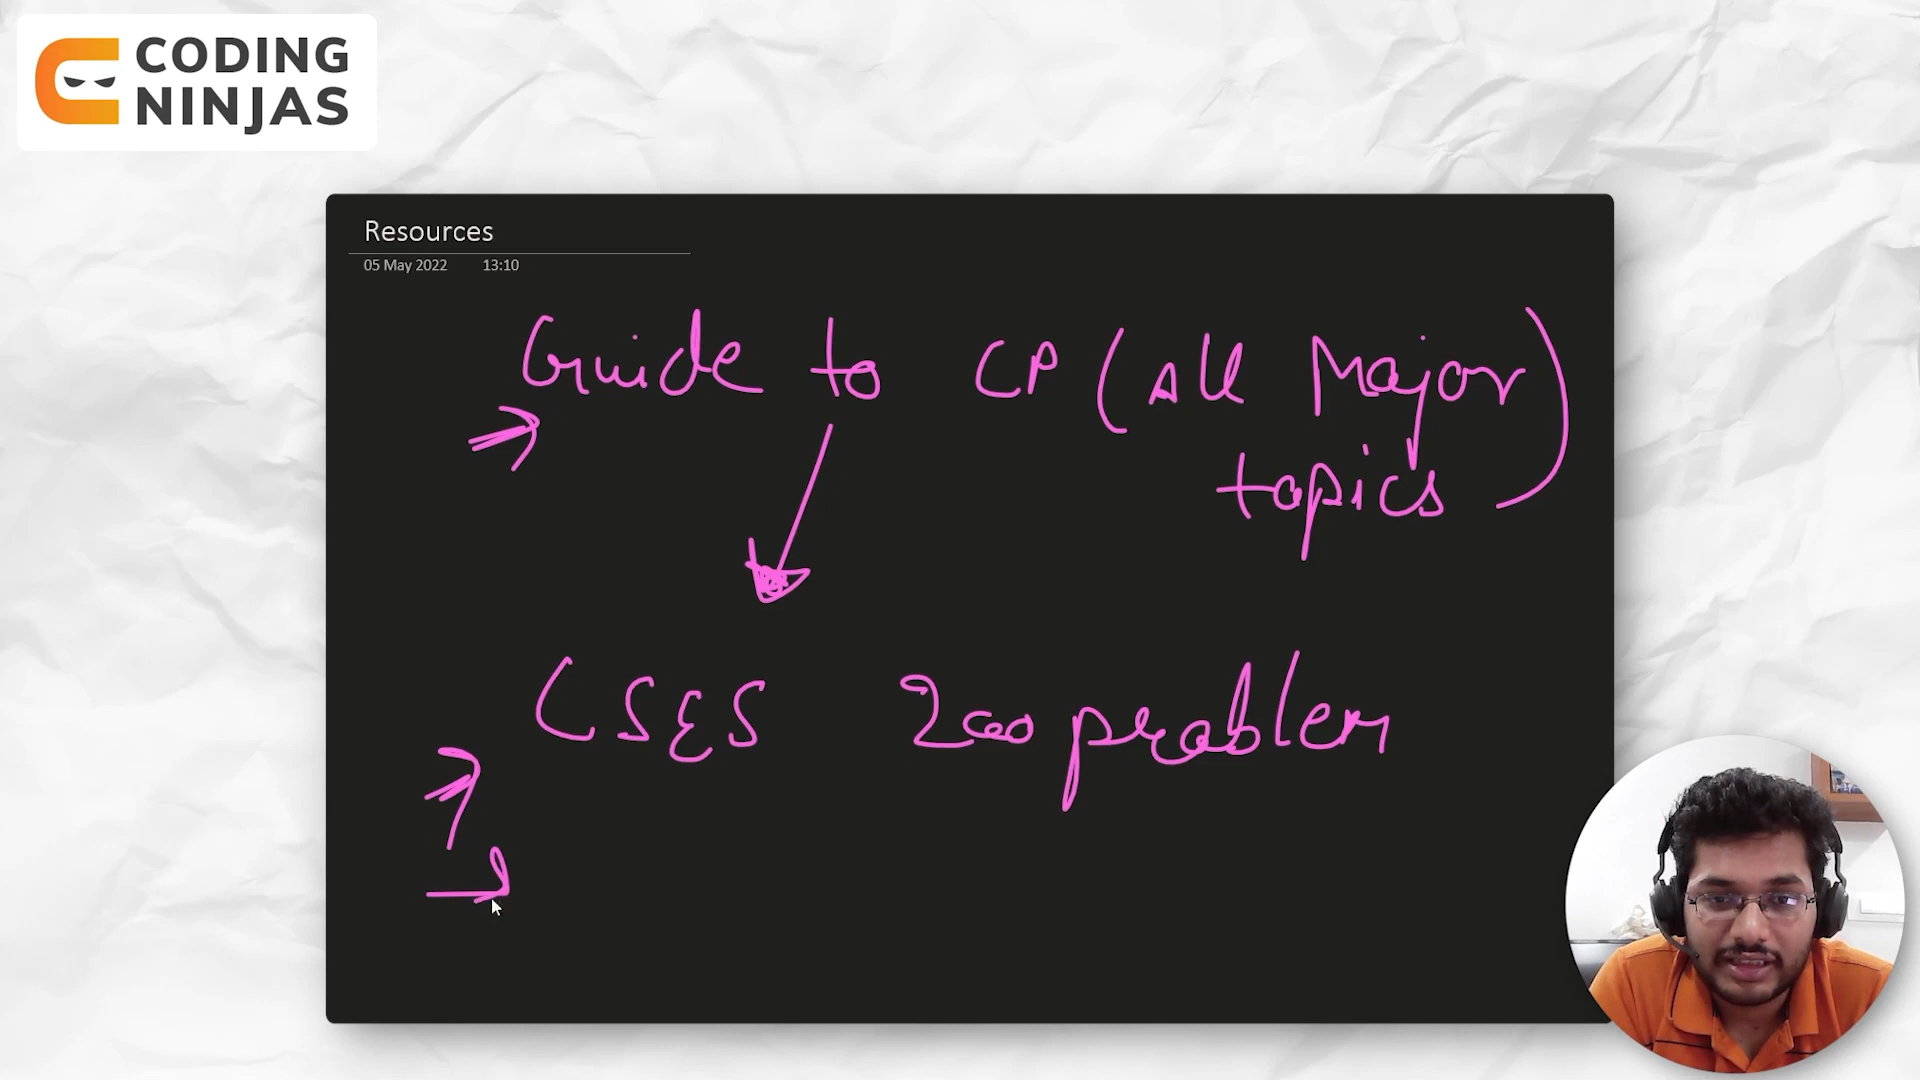 CODING
NINJAS
Resources
05 May 2022 13:10
Guide to CP (All Major
topics)
CSES 200 problem